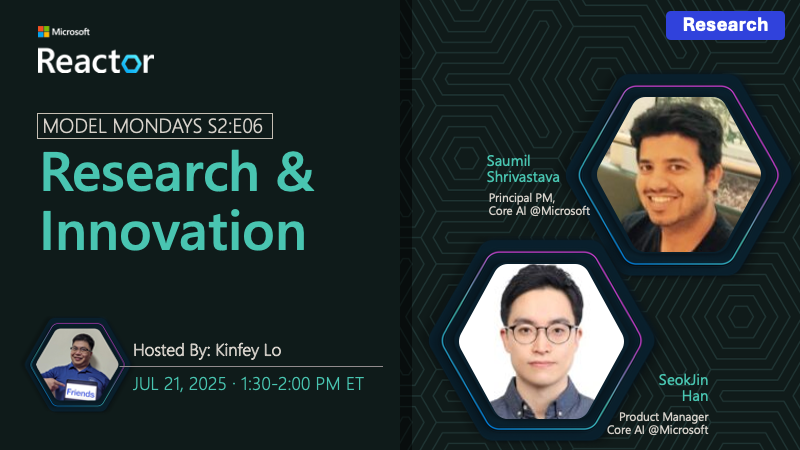 Microsoft
Reactor
Research
MODEL MONDAYS S2:E06
Research &
Innovation
Saumil
Shrivastava
Principal PM,
Core AI @Microsoft
Hosted By: Kinfey Lo
JUL 21, 2025 · 1:30-2:00 PM ET
Friends
SeokJin
Han
Product Manager
Core AI @Microsoft